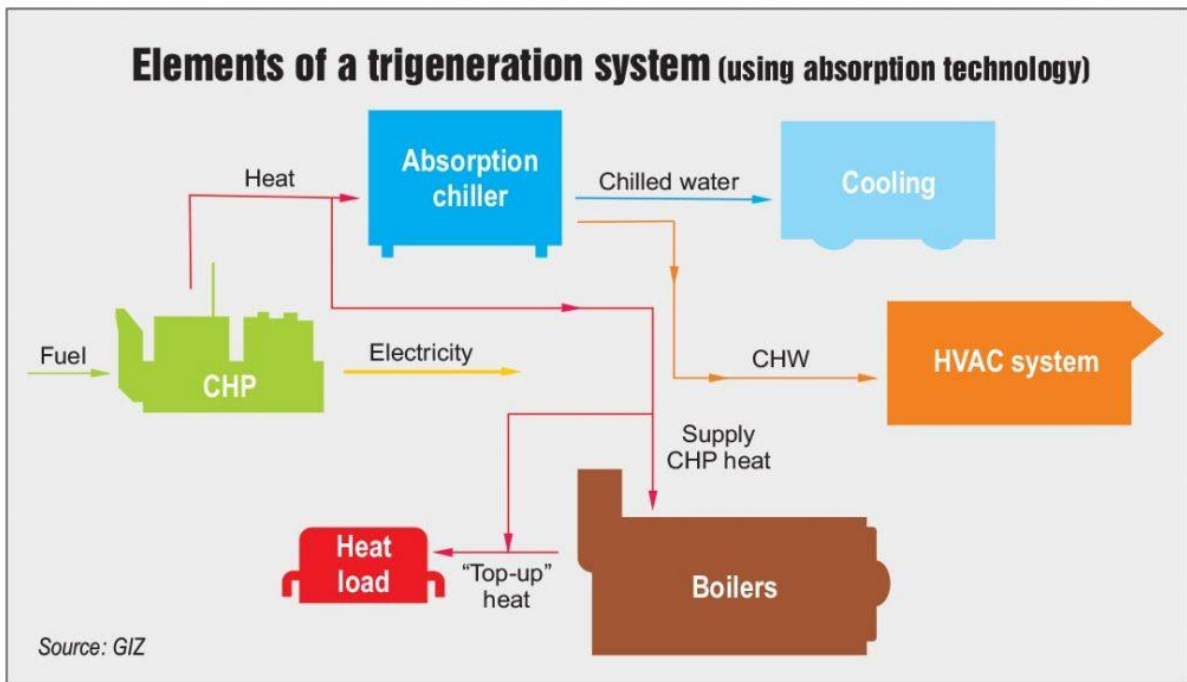 Elements of a trigeneration system (using absorption technology)
Absorption
chiller
Heat
Chilled water
Cooling
Fuel
CHP
Electricity
CHW
HVAC system
Supply
CHP heat
Heat
load
“Top-up”
heat
Boilers
Source: GIZ